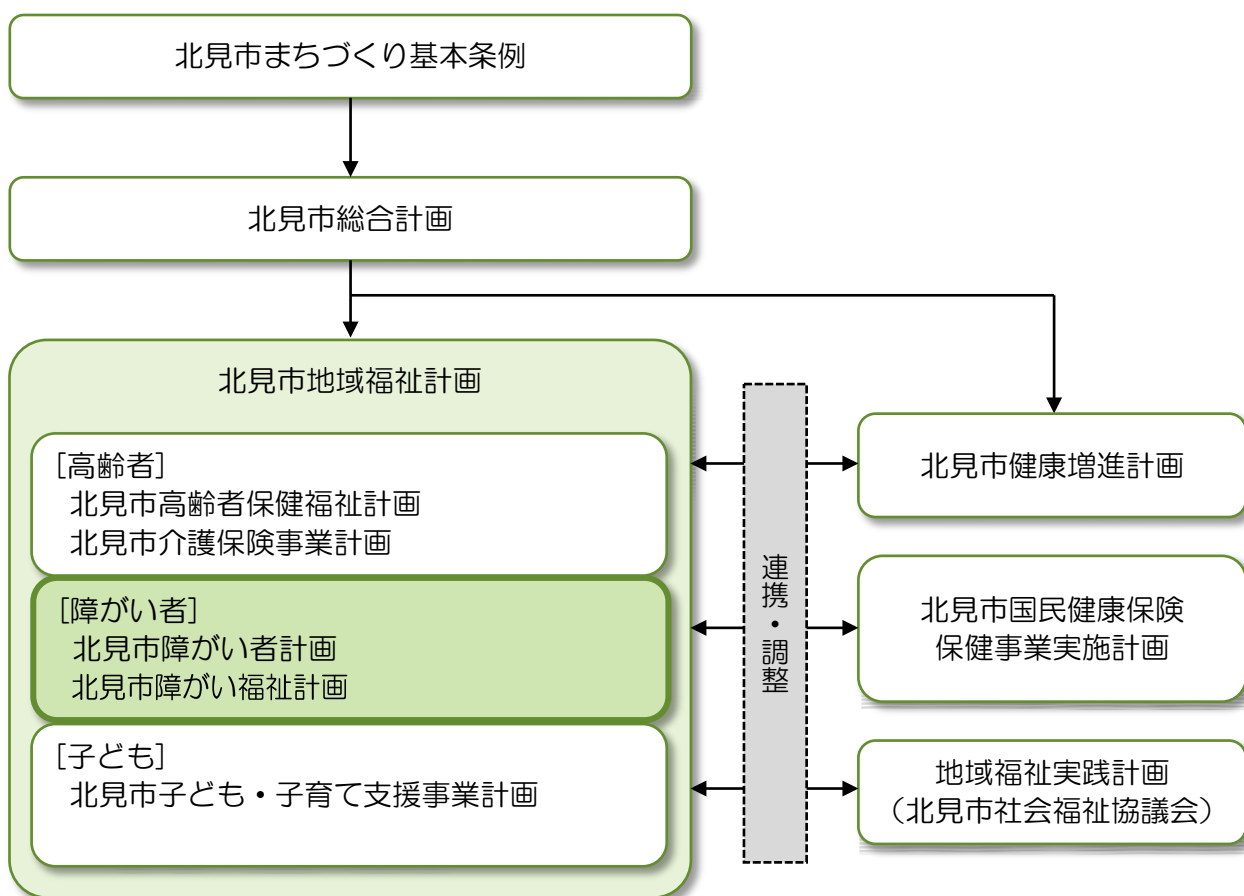 北見市まちづくり基本条例
北見市総合計画
北見市地域福祉計画
[高齢者]
北見市高齢者保健福祉計画
北見市介護保険事業計画
[障がい者]
北見市障がい者計画
北見市障がい福祉計画
[子ども]
北見市子ども・子育て支援事業計画
連携・調整
北見市健康増進計画
北見市国民健康保険
保健事業実施計画
地域福祉実践計画
（北見市社会福祉協議会）